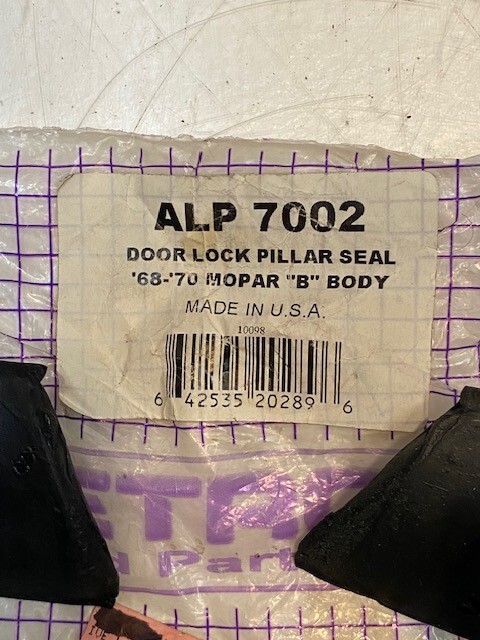 ALP 7002
DOOR LOCK PILLAR SEAL
'68-'70 MOPAR "B" BODY
MADE IN U.S.A.
10098
6 42535 20289 6